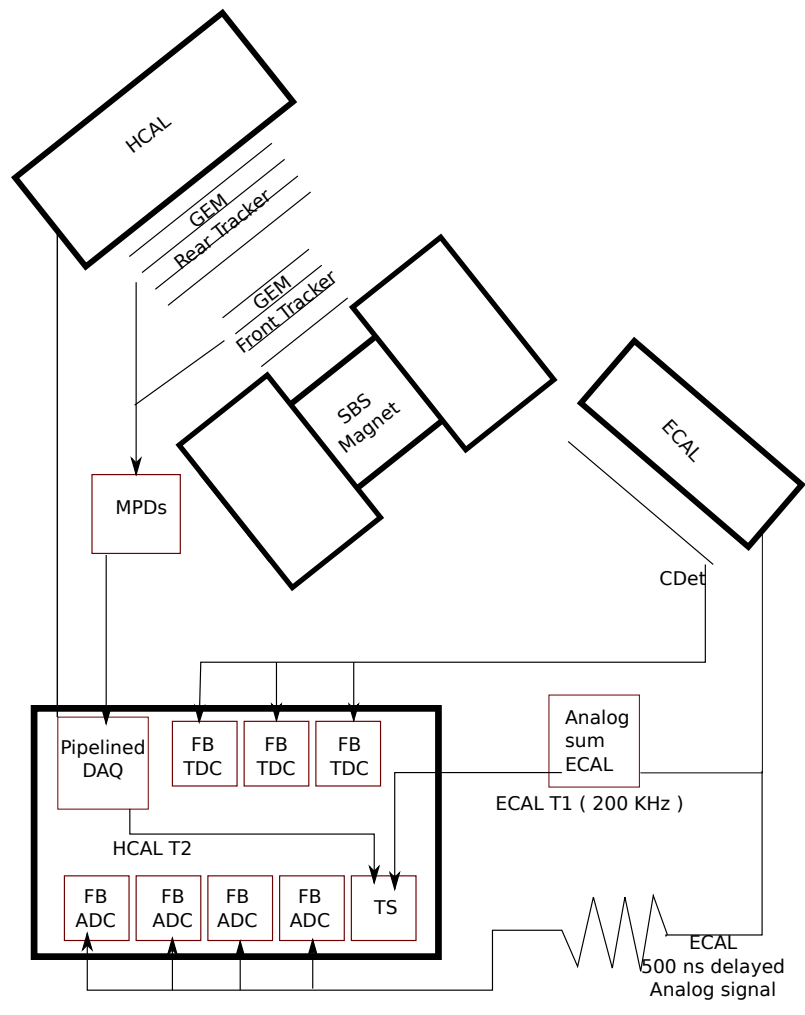 HCAL
GEM
Rear Tracker
GEM
Front Tracker
SBS
Magnet
ECAL
MPDs
CDet
Pipelined
DAQ
FB
TDC
FB
TDC
FB
TDC
Analog
sum
ECAL
ECAL T1 ( 200 KHz )
HCAL T2
FB
ADC
FB
ADC
FB
ADC
FB
ADC
TS
ECAL
500 ns delayed
Analog signal